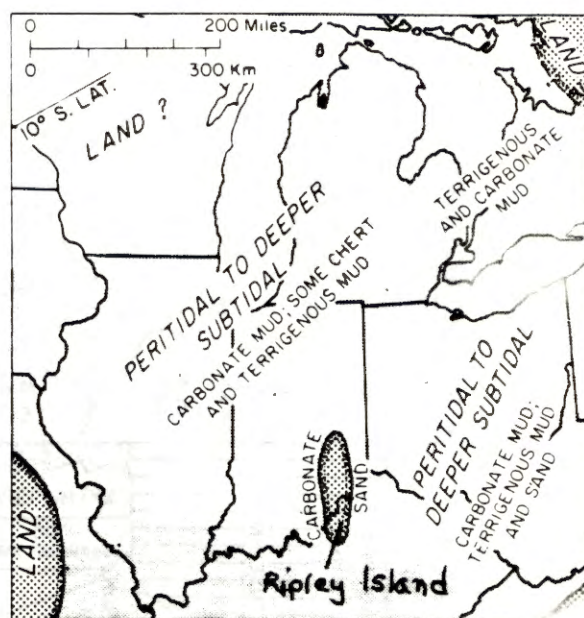 0 200 Miles
0 300 Km
10° S. LAT.
LAND ?
LAND
TERRIGENOUS
AND CARBONATE
MUD
PERITIDAL TO DEEPER
SUBTIDAL
CARBONATE MUD; SOME CHERT
AND TERRIGENOUS MUD
PERITIDAL TO
DEEPER SUBTIDAL
CARBONATE MUD;
TERRIGENOUS MUD
AND SAND
CARBONATE
SAND
LAND
Ripley Island